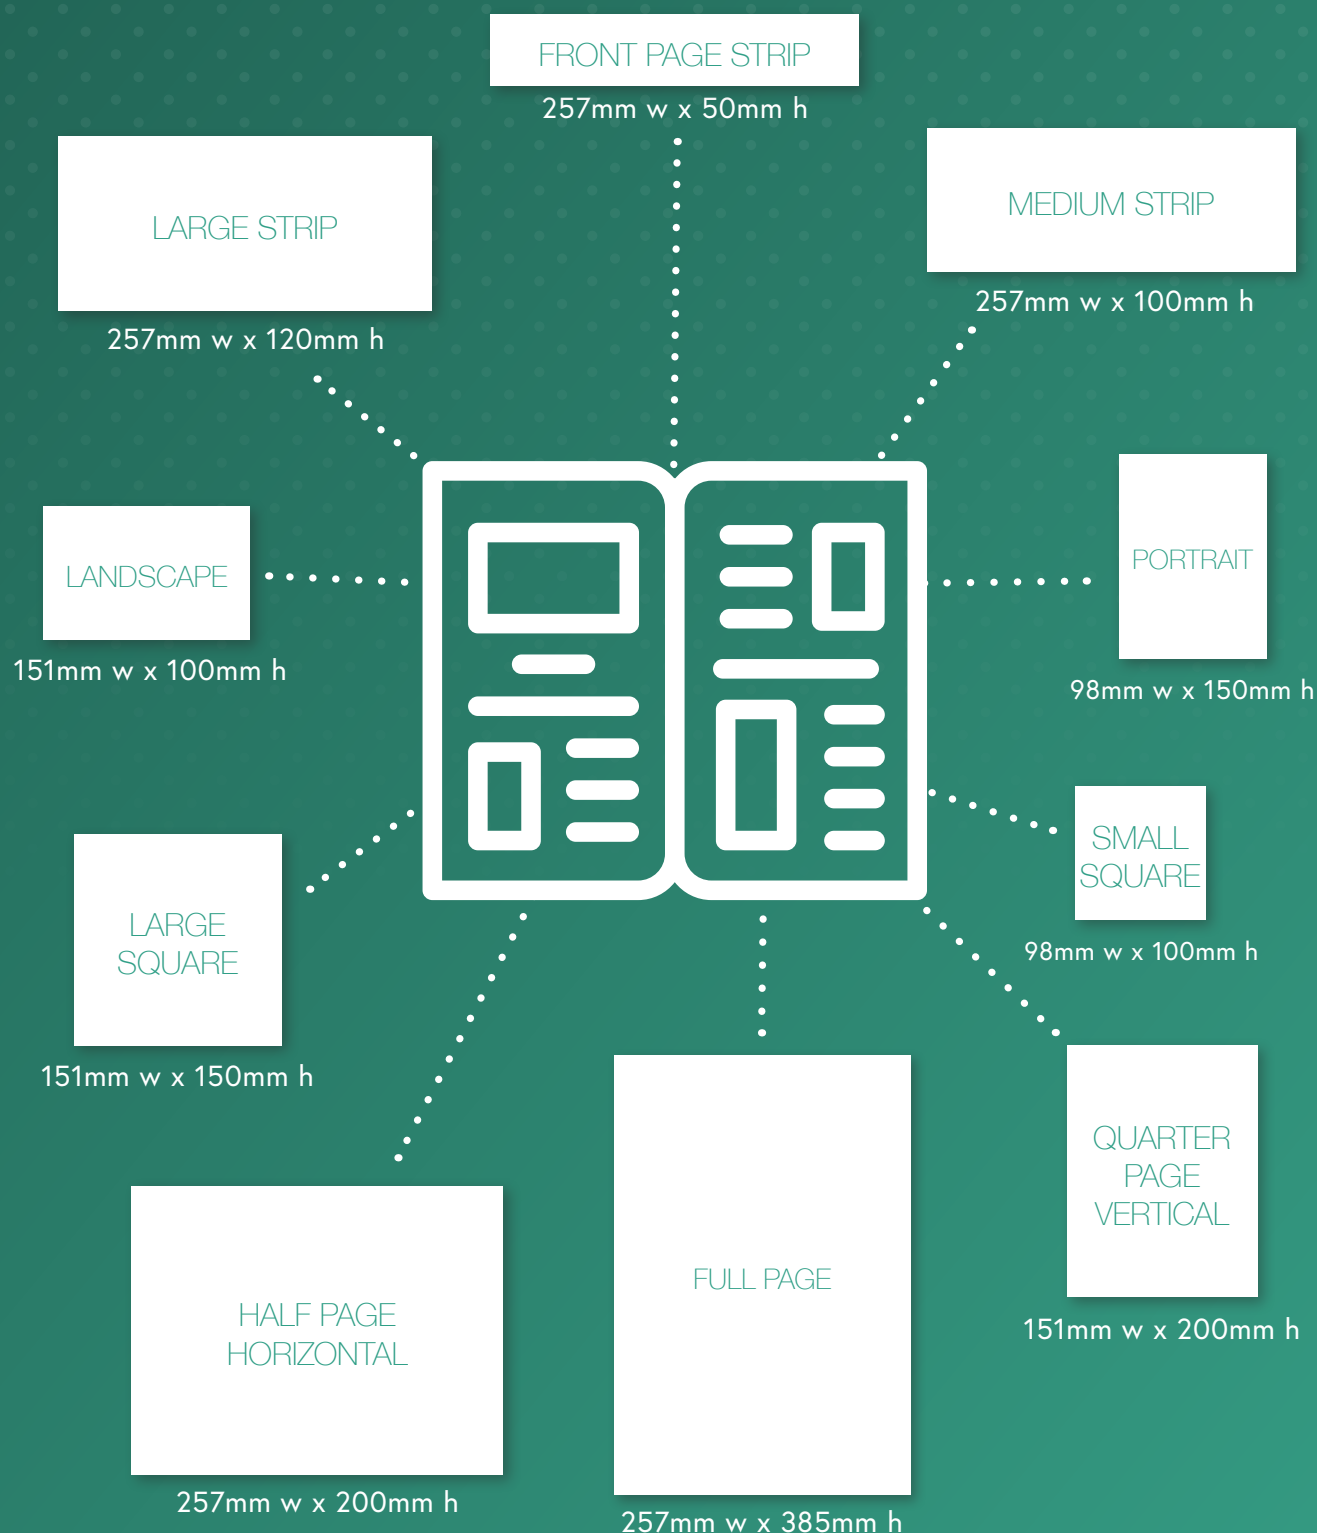 FRONT PAGE STRIP
257mm w x 50mm h
LARGE STRIP
257mm w x 120mm h
MEDIUM STRIP
257mm w x 100mm h
LANDSCAPE
151mm w x 100mm h
PORTRAIT
98mm w x 150mm h
LARGE
SQUARE
151mm w x 150mm h
SMALL
SQUARE
98mm w x 100mm h
HALF PAGE
HORIZONTAL
257mm w x 200mm h
FULL PAGE
257mm w x 385mm h
QUARTER
PAGE
VERTICAL
151mm w x 200mm h